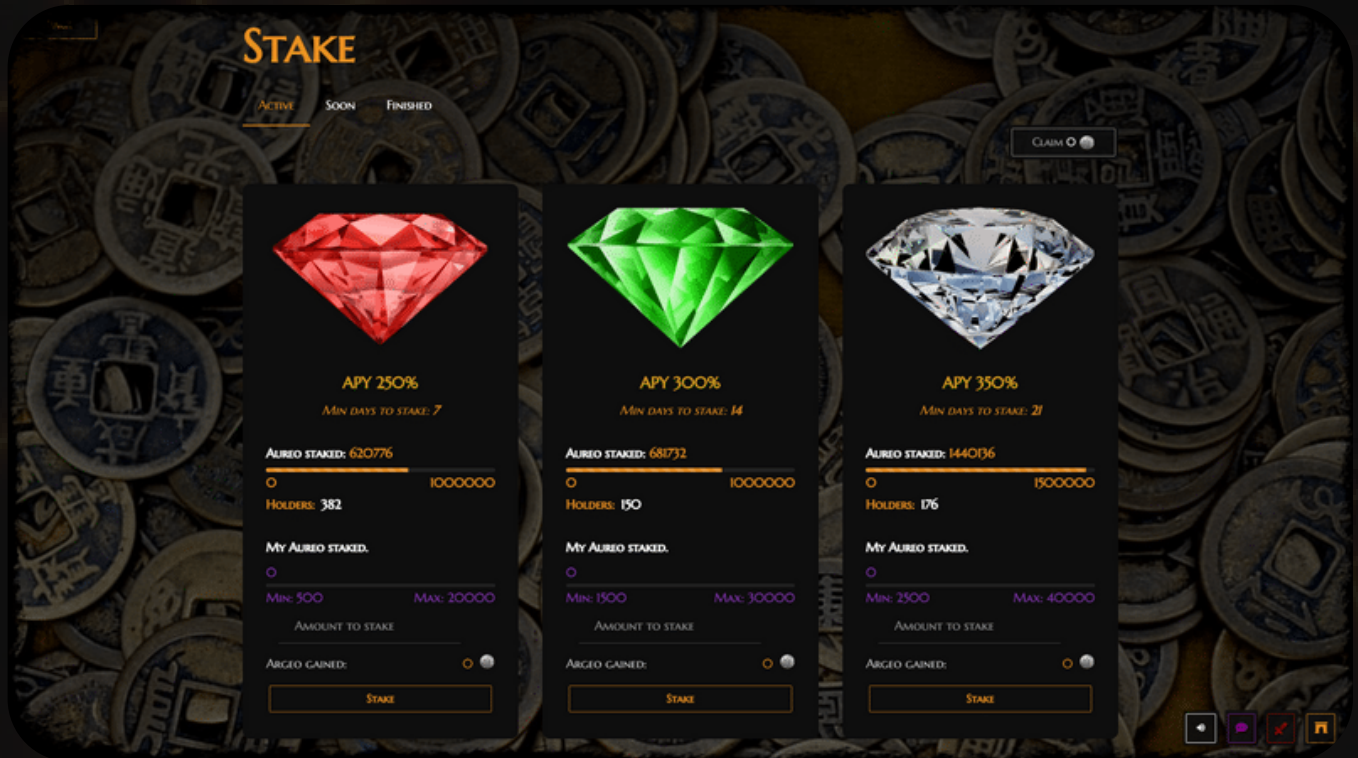 Stake
Active Soon Finished
Claim 0
APY 250%
Min days to stake: 7
Aureo staked: 620776
0 1000000
Holders: 382
My Aureo staked.
0
Min: 500 Max: 20000
Amount to stake
Argeo gained: 0
Stake
APY 300%
Min days to stake: 14
Aureo staked: 681732
0 1000000
Holders: 150
My Aureo staked.
0
Min: 1500 Max: 30000
Amount to stake
Argeo gained: 0
Stake
APY 350%
Min days to stake: 21
Aureo staked: 1440136
0 1500000
Holders: 176
My Aureo staked.
0
Min: 2500 Max: 40000
Amount to stake
Argeo gained: 0
Stake